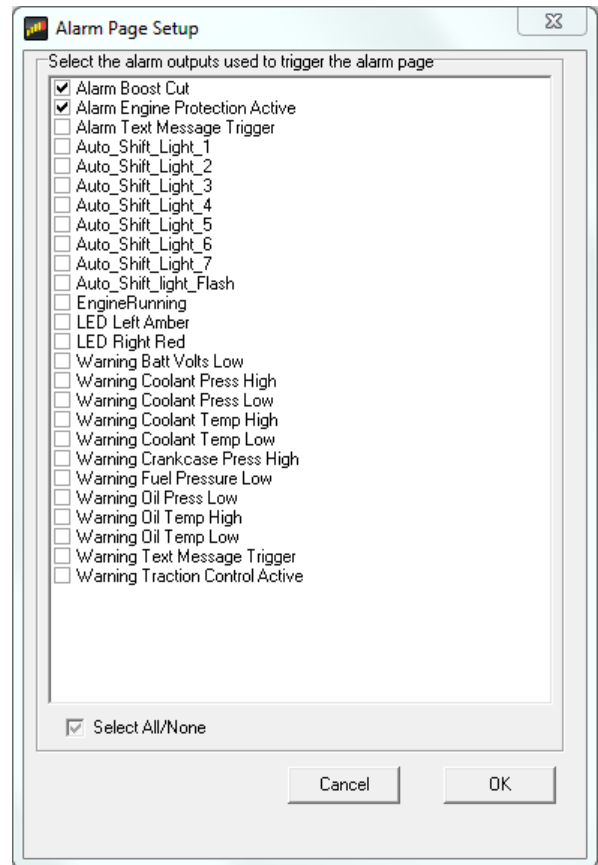 Alarm Page Setup
Select the alarm outputs used to trigger the alarm page
Alarm Boost Cut
Alarm Engine Protection Active
Alarm Text Message Trigger
Auto_Shift_Light_1
Auto_Shift_Light_2
Auto_Shift_Light_3
Auto_Shift_Light_4
Auto_Shift_Light_5
Auto_Shift_Light_6
Auto_Shift_Light_7
Auto_Shift_light_Flash
EngineRunning
LED Left Amber
LED Right Red
Warning Batt Volts Low
Warning Coolant Press High
Warning Coolant Press Low
Warning Coolant Temp High
Warning Coolant Temp Low
Warning Crankcase Press High
Warning Fuel Pressure Low
Warning Oil Press Low
Warning Oil Temp High
Warning Oil Temp Low
Warning Text Message Trigger
Warning Traction Control Active
Select All/None
Cancel OK